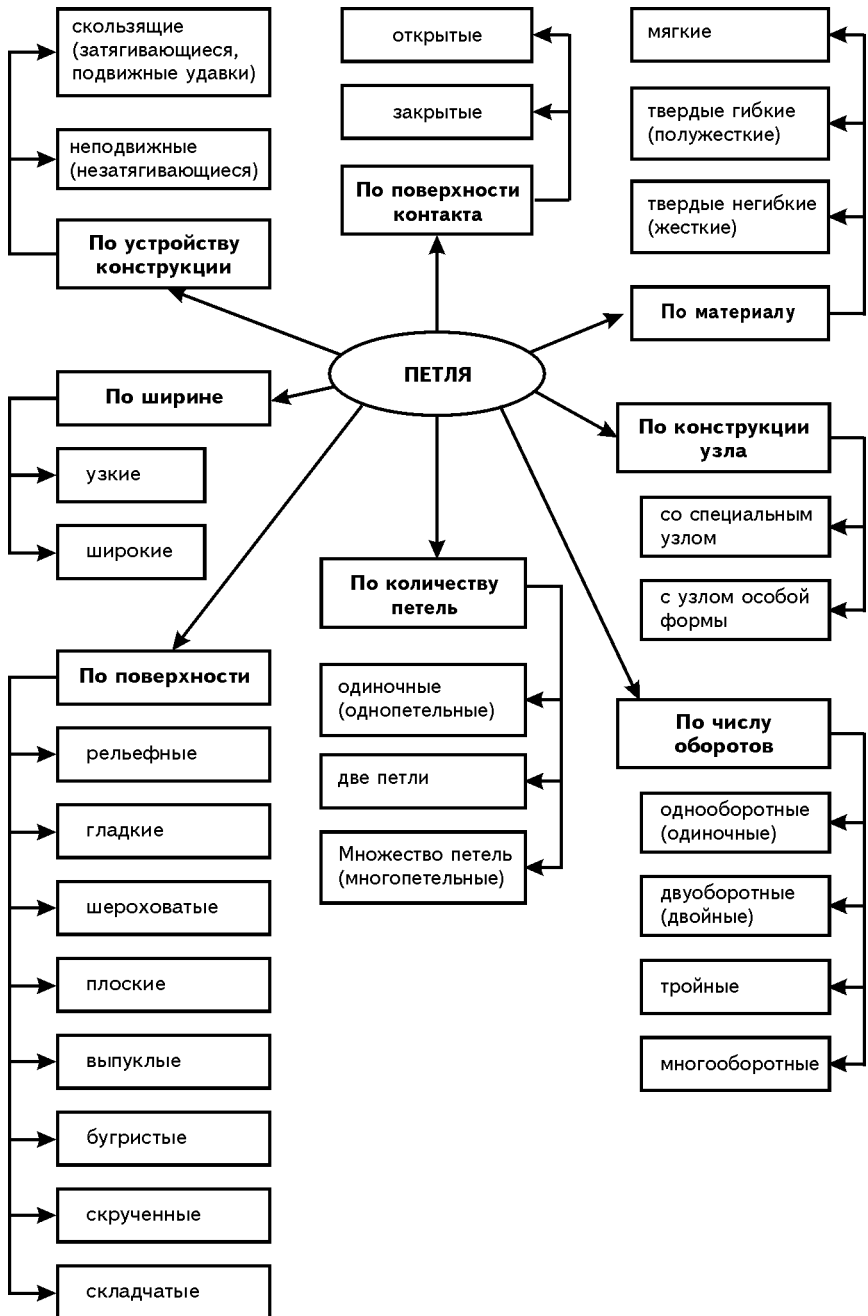 скользящие
(затягивающиеся,
подвижные удавки)
неподвижные
(незатягивающиеся)
По устройству
конструкции
открытые
закрытые
По поверхности
контакта
мягкие
твердые гибкие
(полужесткие)
твердые негибкие
(жесткие)
По материалу
ПЕТЛЯ
По ширине
узкие
широкие
По конструкции
узла
со специальным
узлом
с узлом особой
формы
По количеству
петель
одиночные
(однопетельные)
две петли
Множество петель
(многопетельные)
По поверхности
рельефные
гладкие
шероховатые
плоские
выпуклые
бугристые
скрученные
складчатые
По числу
оборотов
однооборотные
(одиночные)
двуоборотные
(двойные)
тройные
многооборотные